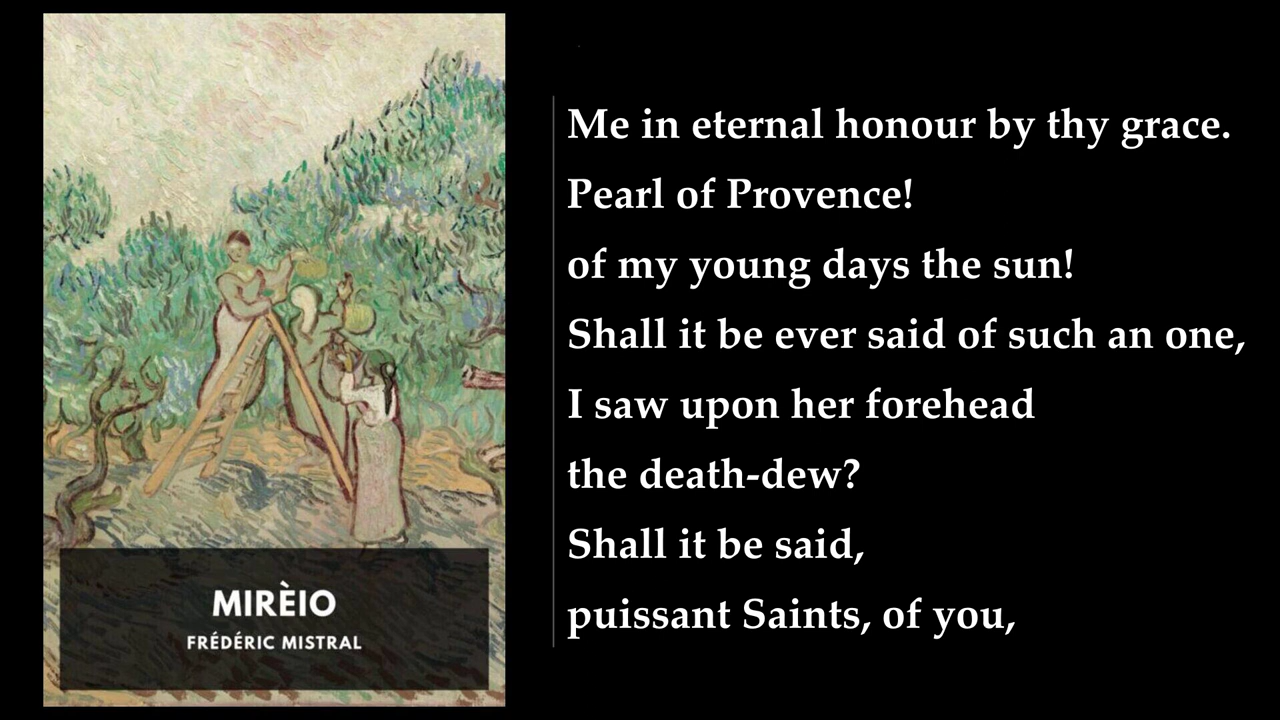 MIRÈIO
FRÉDÉRIC MISTRAL
Me in eternal honour by thy grace.
Pearl of Provence!
of my young days the sun!
Shall it be ever said of such an one,
I saw upon her forehead
the death-dew?
Shall it be said,
puissant Saints, of you,